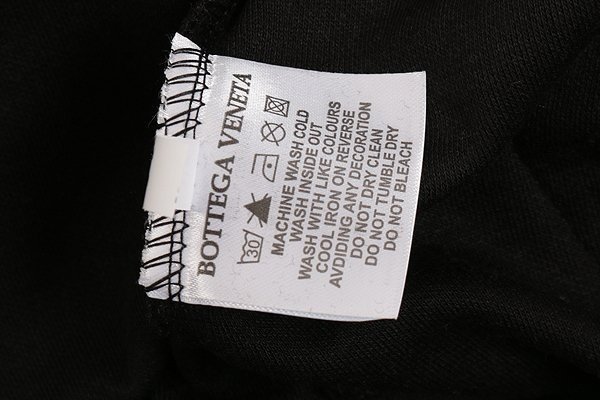 BOTTEGA VENETA
30
MACHINE WASH COLD
WASH INSIDE OUT
WASH WITH LIKE COLOURS
COOL IRON ON REVERSE
AVDIDING ANY DECORATION
DO NOT DRY CLEAN
DO NOT TUMBLE DRY
DO NOT BLEACH